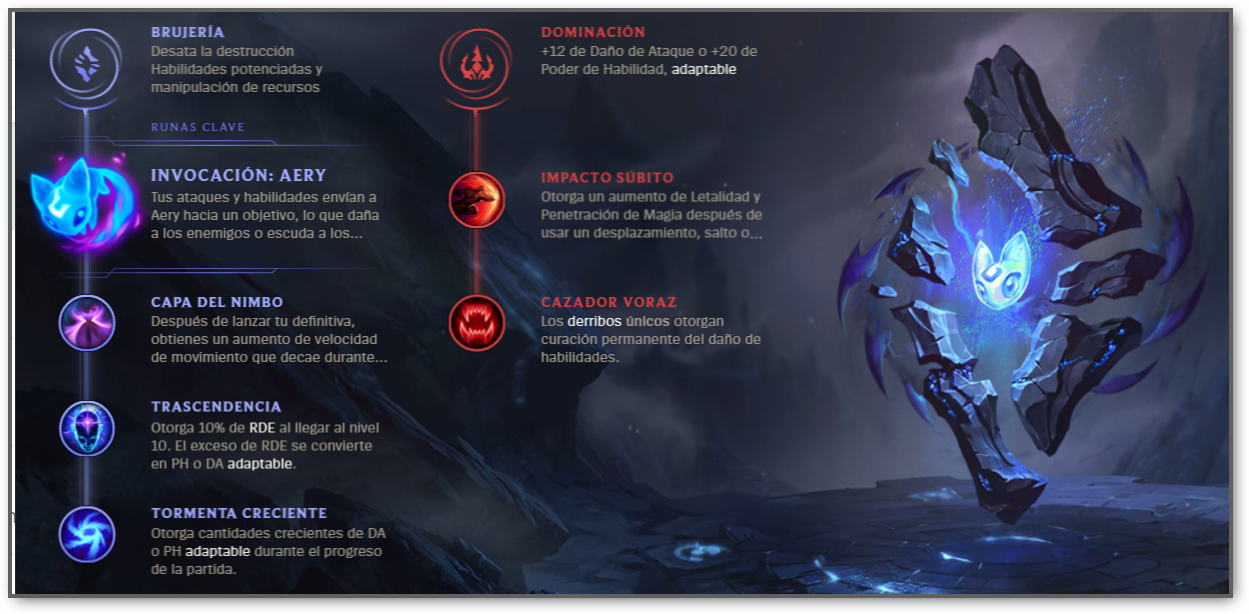 BRUJERÍA
Desata la destrucción
Habilidades potenciadas y
manipulación de recursos
RUNAS CLAVE
INVOCACIÓN: AERY
Tus ataques y habilidades envían a
Aery hacia un objetivo, lo que daña
a los enemigos o escuda a los...
CAPA DEL NIMBO
Después de lanzar tu definitiva,
obtienes un aumento de velocidad
de movimiento que decae durante...
TRASCENDENCIA
Otorga 10% de RDE al llegar al nivel
10. El exceso de RDE se convierte
en PH o DA adaptable.
TORMENTA CRECIENTE
Otorga cantidades crecientes de DA
o PH adaptable durante el progreso
de la partida.
DOMINACIÓN
+12 de Daño de Ataque o +20 de
Poder de Habilidad, adaptable
IMPACTO SÚBITO
Otorga un aumento de Letalidad y
Penetración de Magia después de
usar un desplazamiento, salto o...
CAZADOR VORAZ
Los derribos únicos otorgan
curación permanente del daño de
habilidades.